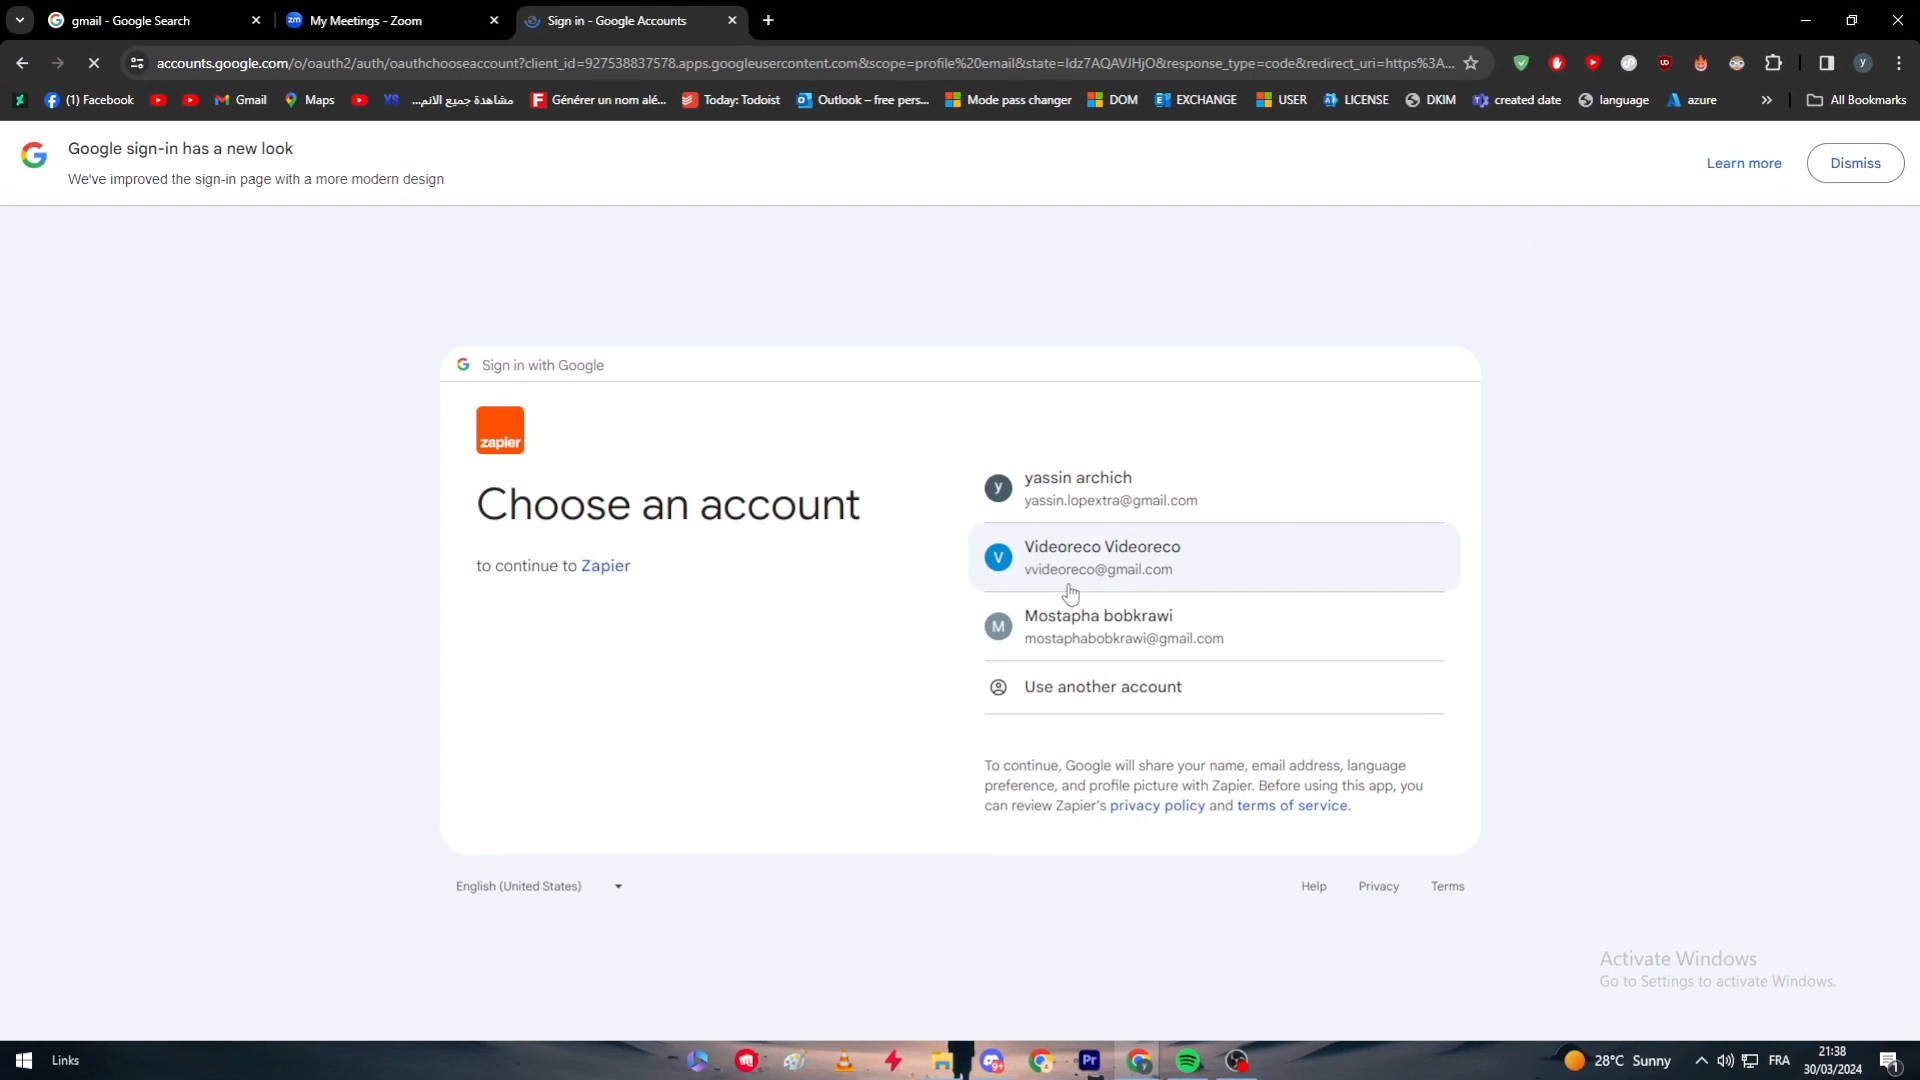 gmail - Google Search
My Meetings - Zoom
Sign in - Google Accounts
accounts.google.com/o/oauth2/auth/oauthchooseaccount?client_id=927538837578.apps.googleusercontent.com&scope=profile%20email&state=Idz7AQAVJHjO&response_type=code&redirect_uri=https%3A...
(1) Facebook
Gmail
Maps
مشاهدة جميع الانم...
Générer un nom alé...
Today: Todoist
Outlook – free pers...
Mode pass changer
DOM
EXCHANGE
USER
LICENSE
DKIM
created date
language
azure
All Bookmarks
Google sign-in has a new look
We've improved the sign-in page with a more modern design
Learn more
Dismiss
Sign in with Google
zapier
Choose an account
to continue to Zapier
y
yassin archich
yassin.lopextra@gmail.com
V
Videoreco Videoreco
vvideoreco@gmail.com
M
Mostapha bobkrawi
mostaphabobkrawi@gmail.com
Use another account
To continue, Google will share your name, email address, language
preference, and profile picture with Zapier. Before using this app, you
can review Zapier's privacy policy and terms of service.
English (United States)
Help
Privacy
Terms
Activate Windows
Go to Settings to activate Windows.
Links
28°C Sunny
FRA
21:38
30/03/2024